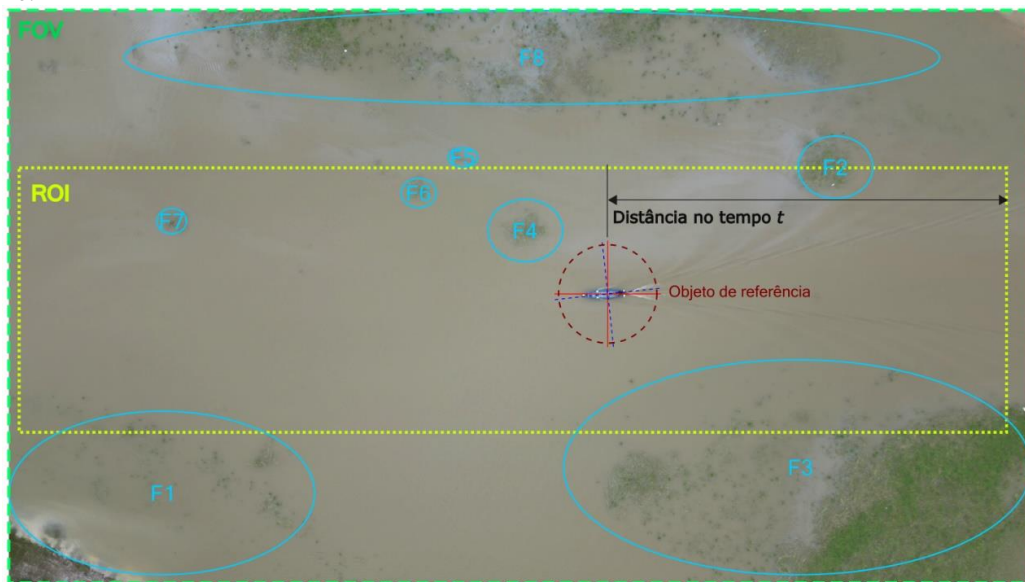 FOV
F8
F5
F2
ROI
F6
F7
F4
Distância no tempo t
Objeto de referência
F1
F3